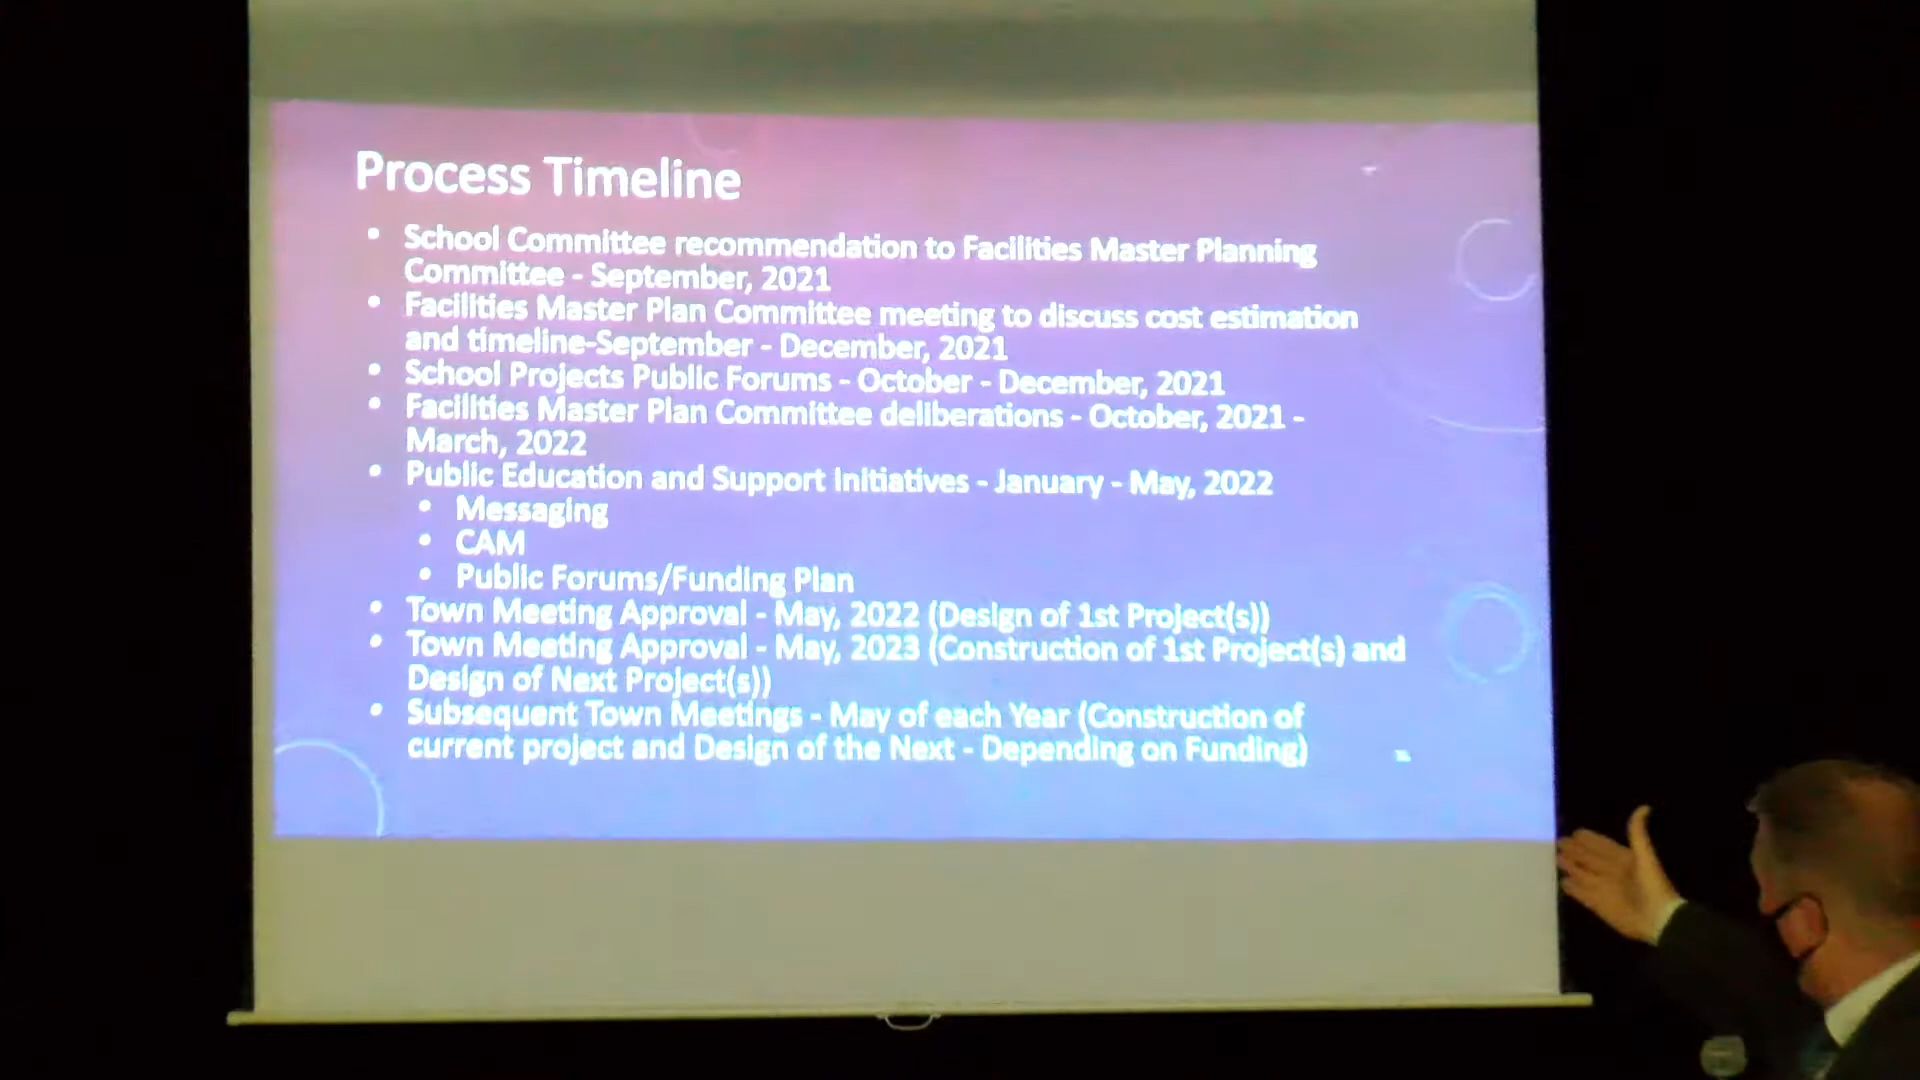 Process Timeline
• School Committee recommendation to Facilities Master Planning
Committee - September, 2021
• Facilities Master Plan Committee meeting to discuss cost estimation
and timeline-September - December, 2021
• School Projects Public Forums - October - December, 2021
• Facilities Master Plan Committee deliberations - October, 2021 -
March, 2022
• Public Education and Support Initiatives - January - May, 2022
• Messaging
• CAM
• Public Forums/Funding Plan
• Town Meeting Approval - May, 2022 (Design of 1st Project(s))
• Town Meeting Approval - May, 2023 (Construction of 1st Project(s) and
Design of Next Project(s))
• Subsequent Town Meetings - May of each Year (Construction of
current project and Design of the Next - Depending on Funding)